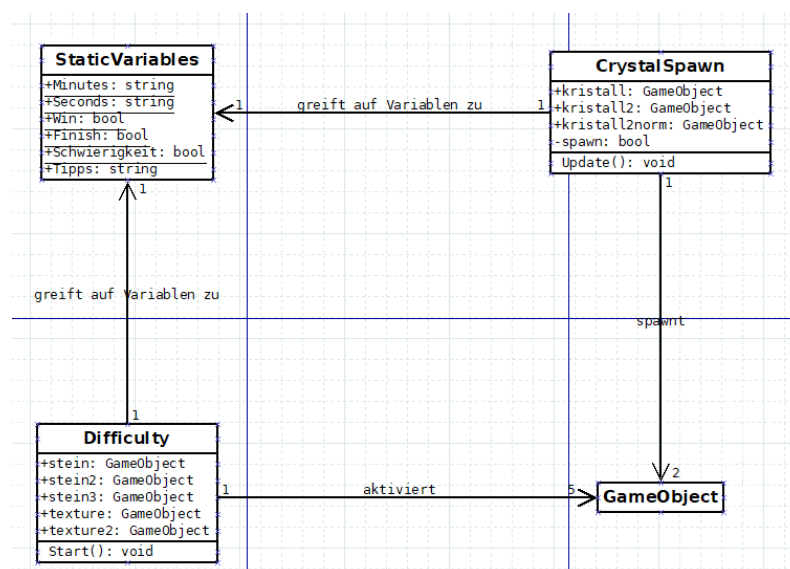 StaticVariables
+Minutes: string
+Seconds: string
+Win: bool
+Finish: bool
+Schwierigkeit: bool
+Tipps: string
1
greift auf Variablen zu
1
CrystalSpawn
+kristall: GameObject
+kristall2: GameObject
+kristall2norm: GameObject
-spawn: bool
Update(): void
1
1
greift auf Variablen zu
1
spawnt
2
Difficulty
+stein: GameObject
+stein2: GameObject
+stein3: GameObject
+texture: GameObject
+texture2: GameObject
Start(): void
1
aktiviert
5
GameObject